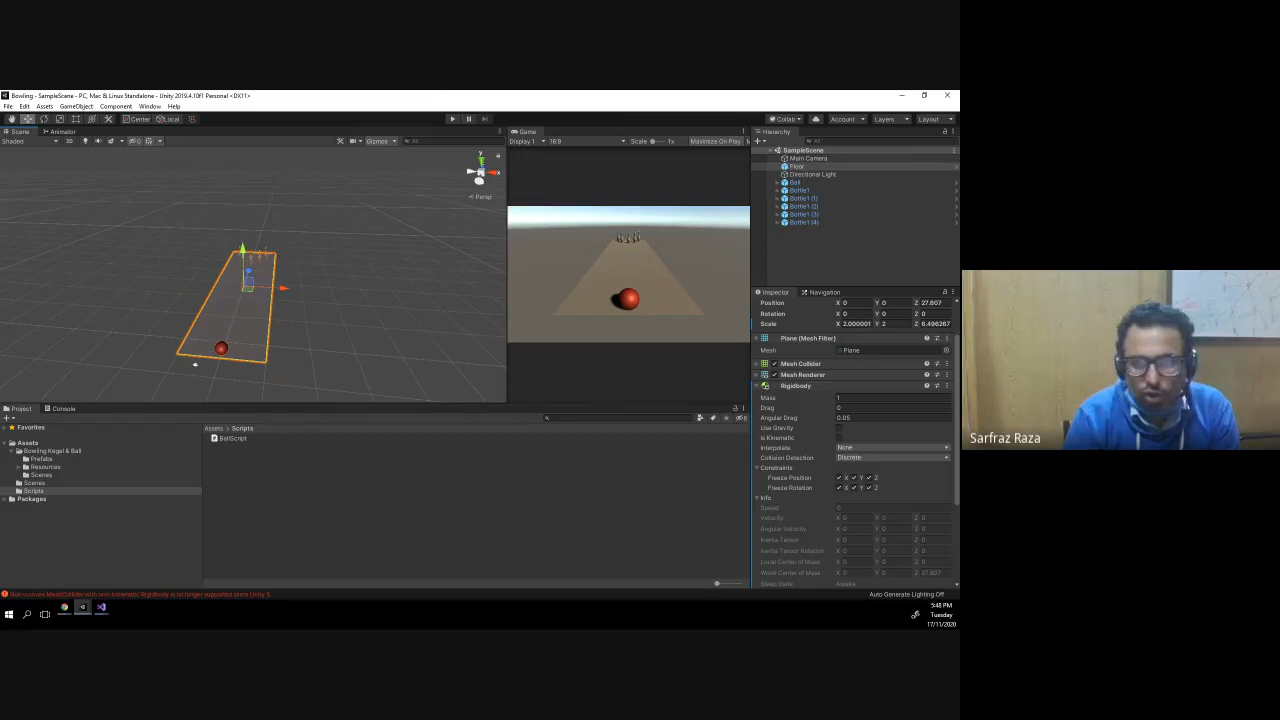 Bowling - SampleScene - PC, Mac & Linux Standalone - Unity 2019.4.10f1 Personal <DX11>
File Edit Assets GameObject Component Window Help
Center Local Collab Account Layers Layout
Scene Animator
Shaded Gizmos All
y
x
Persp
Game
Display 1 16:9 Scale 1x Maximize On Play
Hierarchy
All
SampleScene
Main Camera
Floor
Directional Light
Ball
Bottle1
Bottle1 (1)
Bottle1 (2)
Bottle1 (3)
Bottle1 (4)
Inspector Navigation
Position X 0 Y 0 Z 27.607
Rotation X 0 Y 0 Z 0
Scale X 2.000001 Y 2 Z 6.496267
Plane (Mesh Filter)
Mesh Plane
Mesh Collider
Mesh Renderer
Rigidbody
Mass 1
Drag 0
Angular Drag 0.05
Use Gravity
Is Kinematic
Interpolate None
Collision Detection Discrete
Constraints
Freeze Position X Y Z
Freeze Rotation X Y Z
Info
Speed 0
Velocity X 0 Y 0 Z 0
Angular Velocity X 0 Y 0 Z 0
Inertia Tensor X 0 Y 0 Z 0
Inertia Tensor Rotation X 0 Y 0 Z 0
Local Center of Mass X 0 Y 0 Z 0
World Center of Mass X 0 Y 0 Z 27.607
Sleep State Awake
Project Console
Favorites
Assets
Bowling Kegel & Ball
Prefabs
Resources
Scenes
Scenes
Scripts
Packages
Assets > Scripts
BallScript
Non-convex MeshCollider with non-kinematic Rigidbody is no longer supported since Unity 5.
Auto Generate Lighting Off
5:48 PM
Tuesday
17/11/2020
Sarfraz Raza